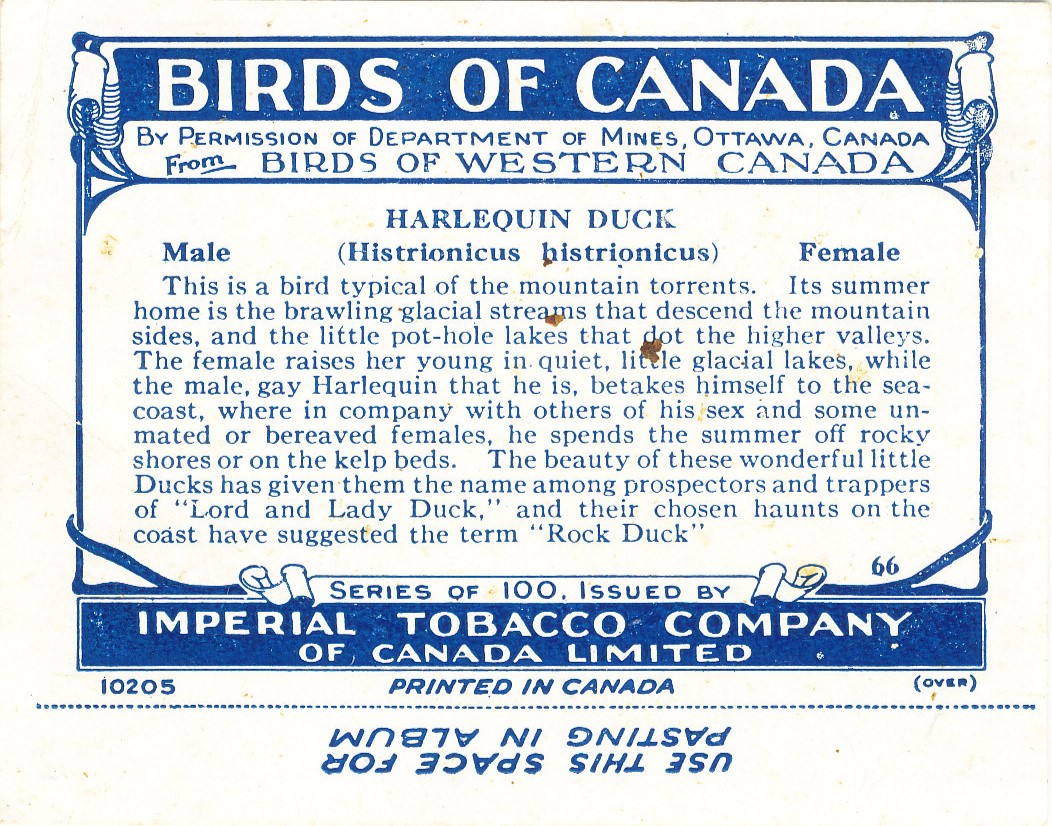 BIRDS OF CANADA
BY PERMISSION OF DEPARTMENT OF MINES, OTTAWA, CANADA
From BIRDS OF WESTERN CANADA
HARLEQUIN DUCK
Male (Histrionicus histrionicus) Female
This is a bird typical of the mountain torrents. Its summer
home is the brawling glacial streams that descend the mountain
sides, and the little pot-hole lakes that dot the higher valleys.
The female raises her young in quiet, little glacial lakes, while
the male, gay Harlequin that he is, betakes himself to the sea-
coast, where in company with others of his sex and some un-
mated or bereaved females, he spends the summer off rocky
shores or on the kelp beds. The beauty of these wonderful little
Ducks has given them the name among prospectors and trappers
of "Lord and Lady Duck," and their chosen haunts on the
coast have suggested the term "Rock Duck"
66
SERIES OF 100. ISSUED BY
IMPERIAL TOBACCO COMPANY
OF CANADA LIMITED
10205 PRINTED IN CANADA (OVER)
USE THIS SPACE FOR
PASTING IN ALBUM